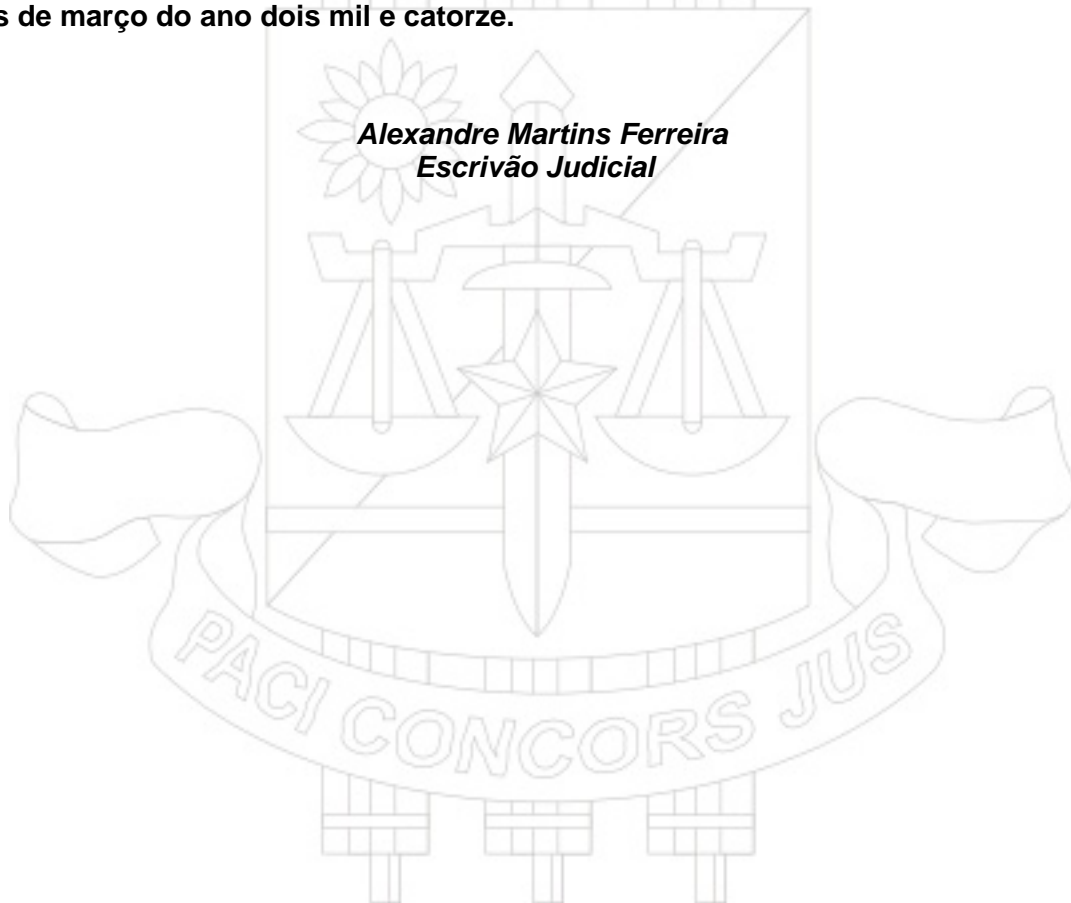 s de março do ano dois mil e catorze.
Alexandre Martins Ferreira
Escrivão Judicial
PACI CONCORS JUS